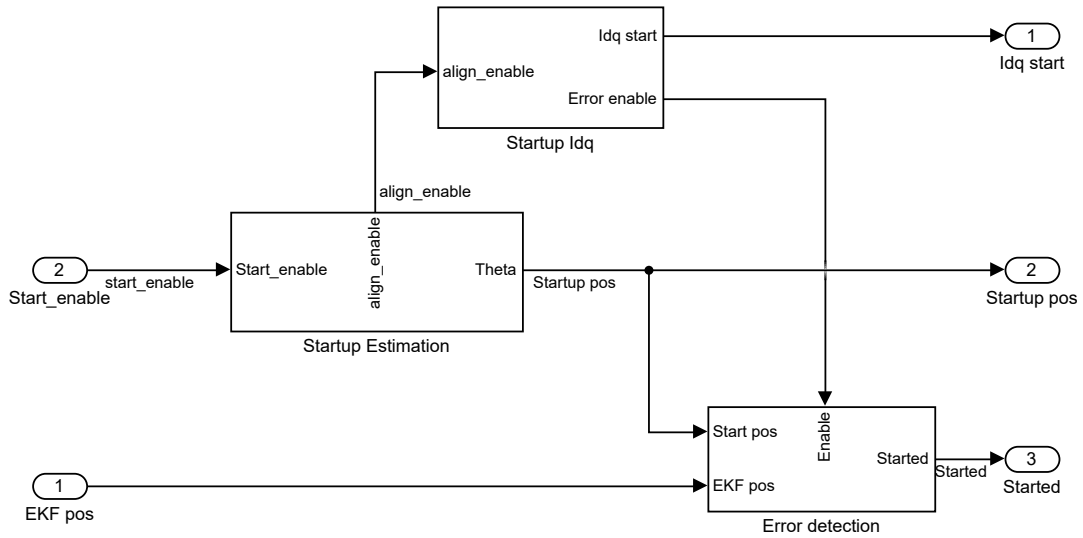 Idq start
1
align_enable
Idq start
Error enable
Startup Idq
align_enable
align_enable
2
Start_enable
Theta
2
start_enable
Startup pos
Start_enable
Startup pos
Startup Estimation
Start pos
Enable
Started
3
1
EKF pos
Started
Started
EKF pos
Error detection